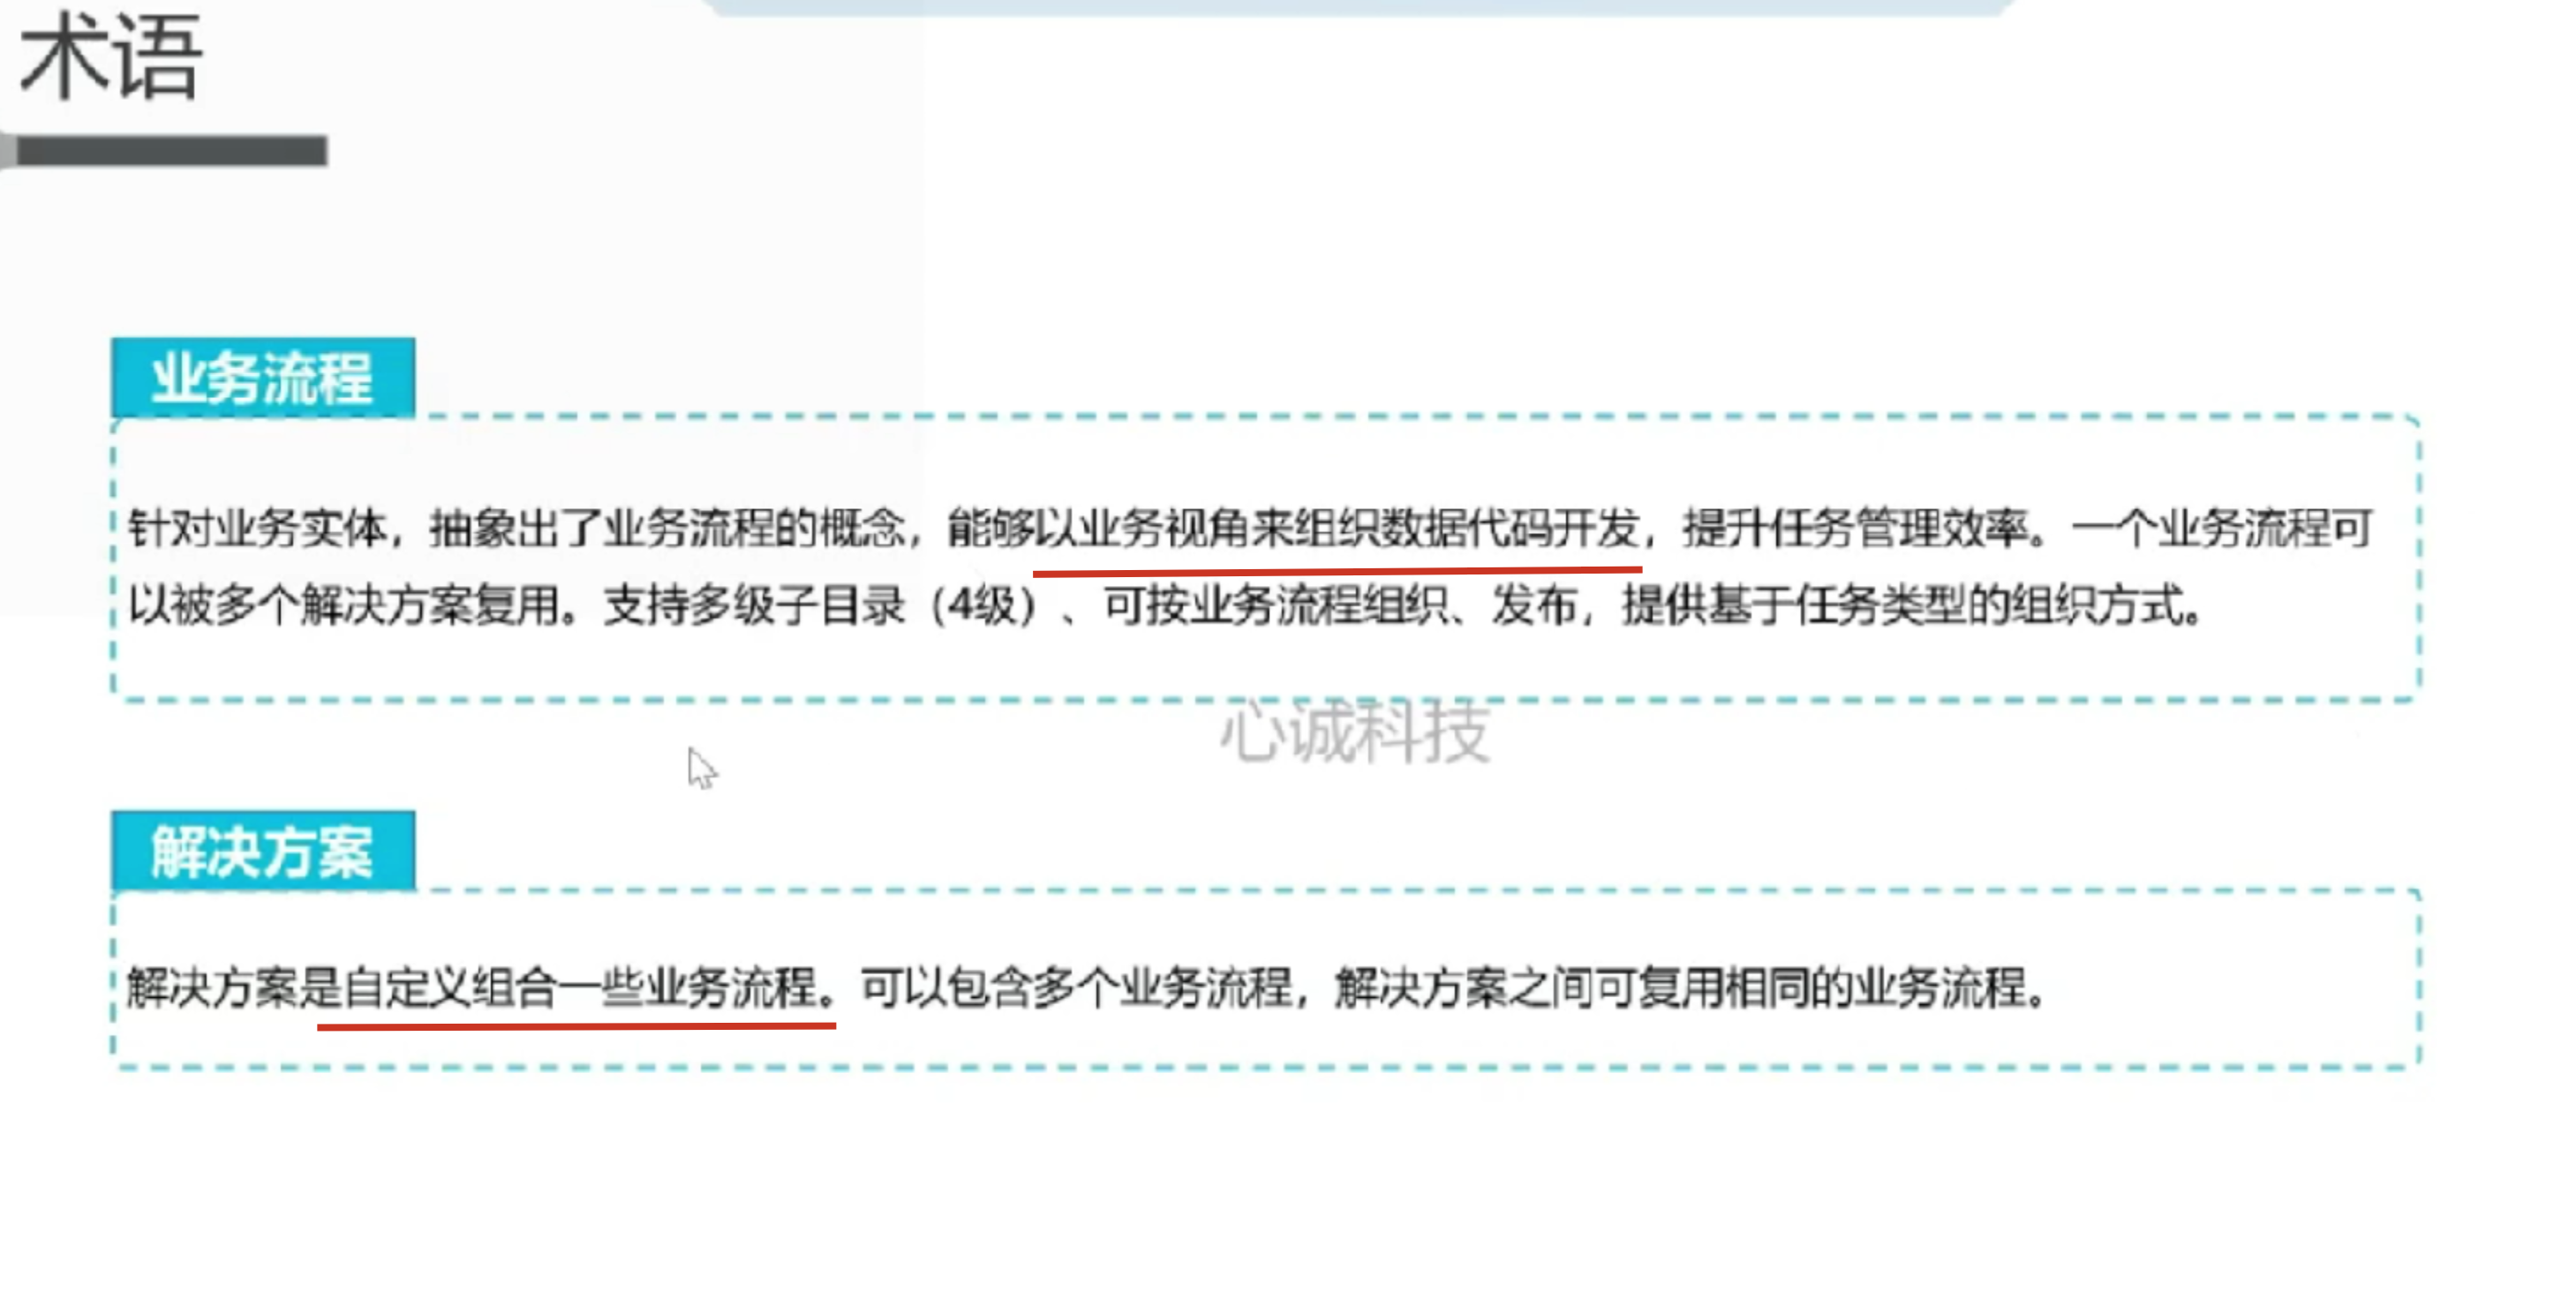 术语
业务流程
针对业务实体，抽象出了业务流程的概念，能够以业务视角来组织数据代码开发，提升任务管理效率。一个业务流程可
以被多个解决方案复用。支持多级子目录（4级）、可按业务流程组织、发布，提供基于任务类型的组织方式。
心诚科技
解决方案
解决方案是自定义组合一些业务流程。可以包含多个业务流程，解决方案之间可复用相同的业务流程。